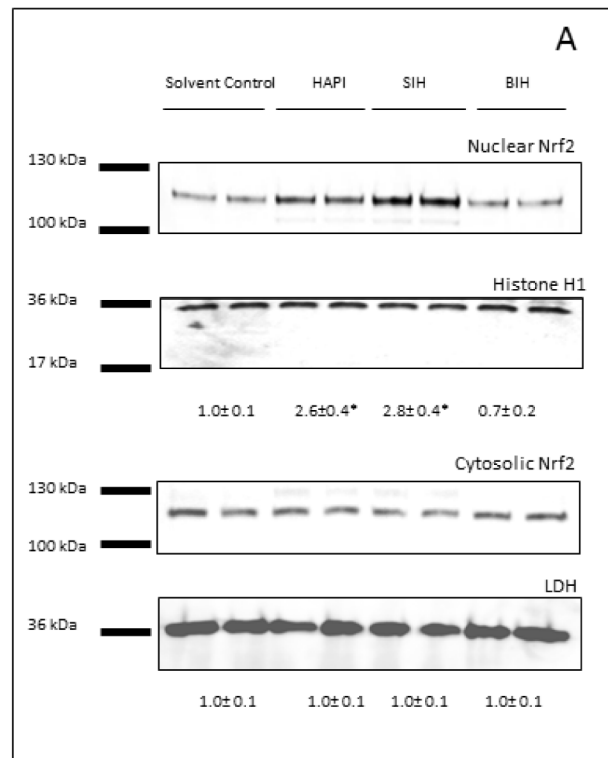 A
Solvent Control HAPI SIH BIH
Nuclear Nrf2
130 kDa
100 kDa
Histone H1
36 kDa
17 kDa
1.0± 0.1 2.6±0.4* 2.8± 0.4* 0.7± 0.2
Cytosolic Nrf2
130 kDa
100 kDa
LDH
36 kDa
1.0± 0.1 1.0± 0.1 1.0± 0.1 1.0± 0.1